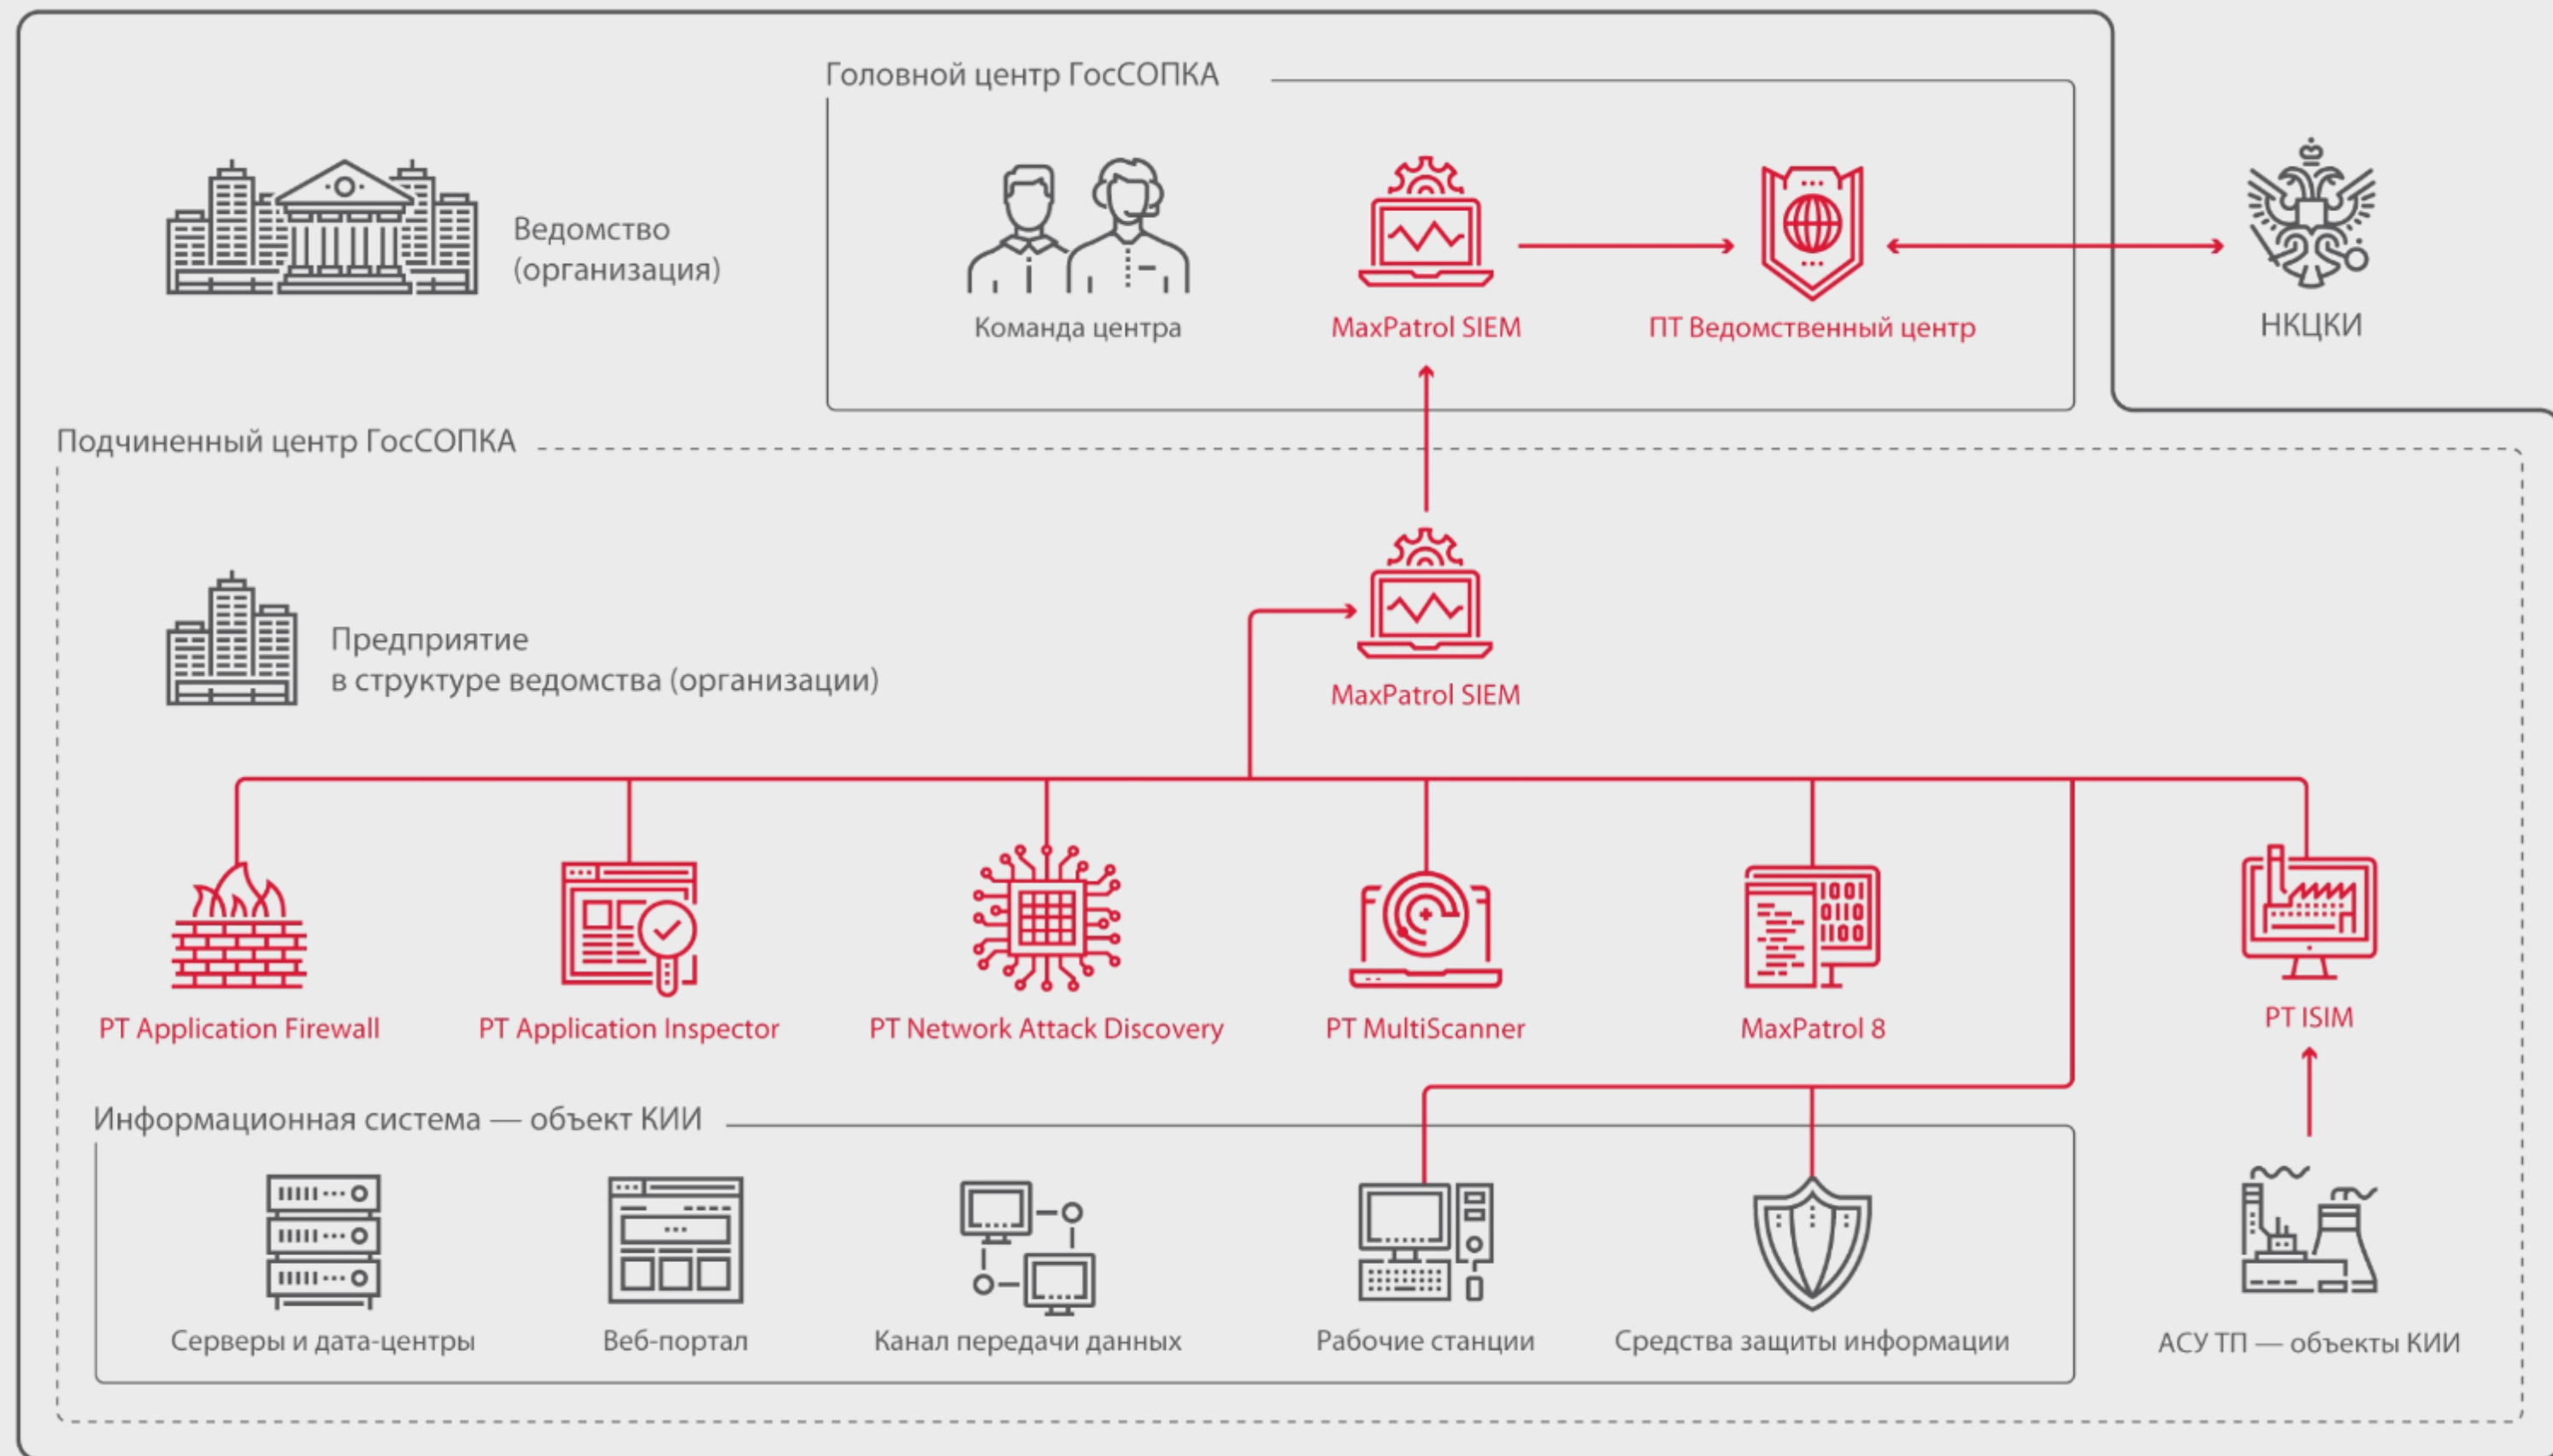 Головной центр ГосСОПКА
Ведомство
(организация)
Команда центра
MaxPatrol SIEM
ПТ Ведомственный центр
НКЦКИ
Подчиненный центр ГосСОПКА
Предприятие
в структуре ведомства (организации)
MaxPatrol SIEM
PT Application Firewall
PT Application Inspector
PT Network Attack Discovery
PT MultiScanner
1001
0110
1100
MaxPatrol 8
PT ISIM
Информационная система — объект КИИ
Серверы и дата-центры
Веб-портал
Канал передачи данных
Рабочие станции
Средства защиты информации
АСУ ТП — объекты КИИ